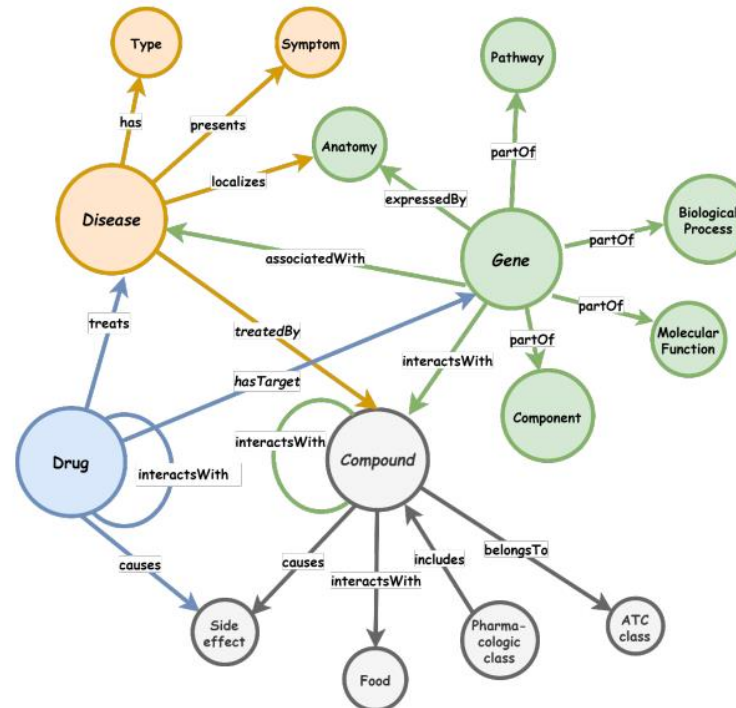 Type
Symptom
Pathway
has
presents
Anatomy
partOf
localizes
expressedBy
Disease
Biological
Process
partOf
Gene
associatedWith
partOf
treats
treatedBy
partOf
Molecular
Function
interactsWith
hasTarget
Component
interactsWith
Drug
Compound
interactsWith
belongsTo
causes
causes
includes
interactsWith
Side
effect
Pharma-
cologic
class
ATC
class
Food